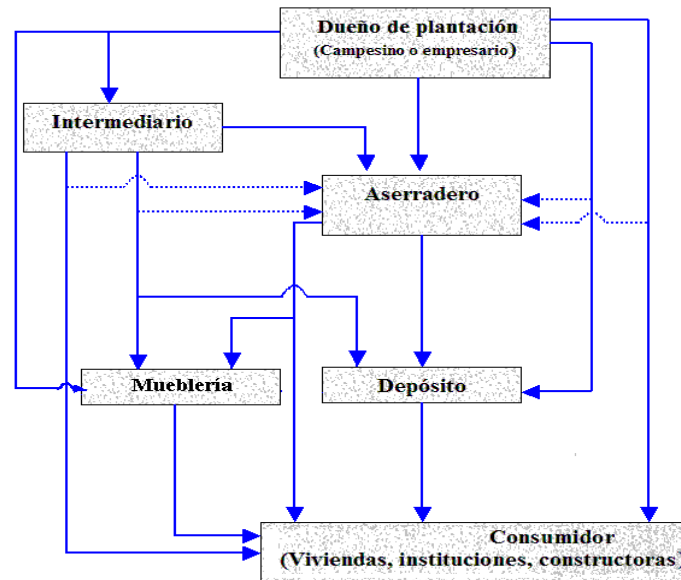 Dueño de plantación
(Campesino o empresario)
Intermediario
Aserradero
Mueblería
Depósito
Consumidor
(Viviendas, instituciones, constructoras)